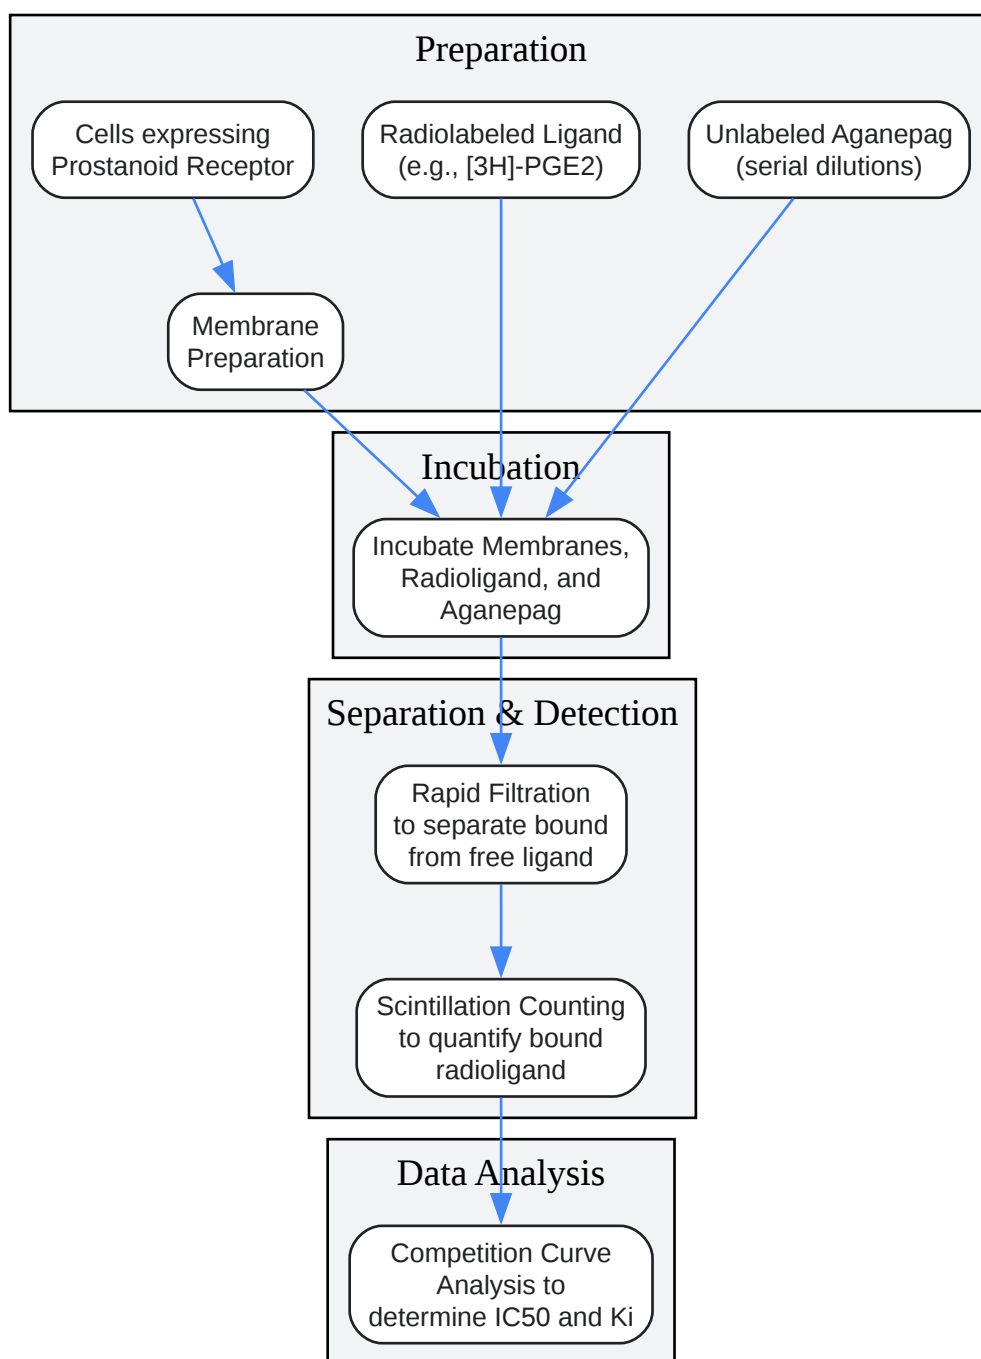 Preparation
Cells expressing
Prostanoid Receptor
Radiolabeled Ligand
(e.g., [3H]-PGE2)
Unlabeled Aganepag
(serial dilutions)
Membrane
Preparation
Incubation
Incubate Membranes,
Radioligand, and
Aganepag
Separation & Detection
Rapid Filtration
to separate bound
from free ligand
Scintillation Counting
to quantify bound
radioligand
Data Analysis
Competition Curve
Analysis to
determine IC50 and Ki